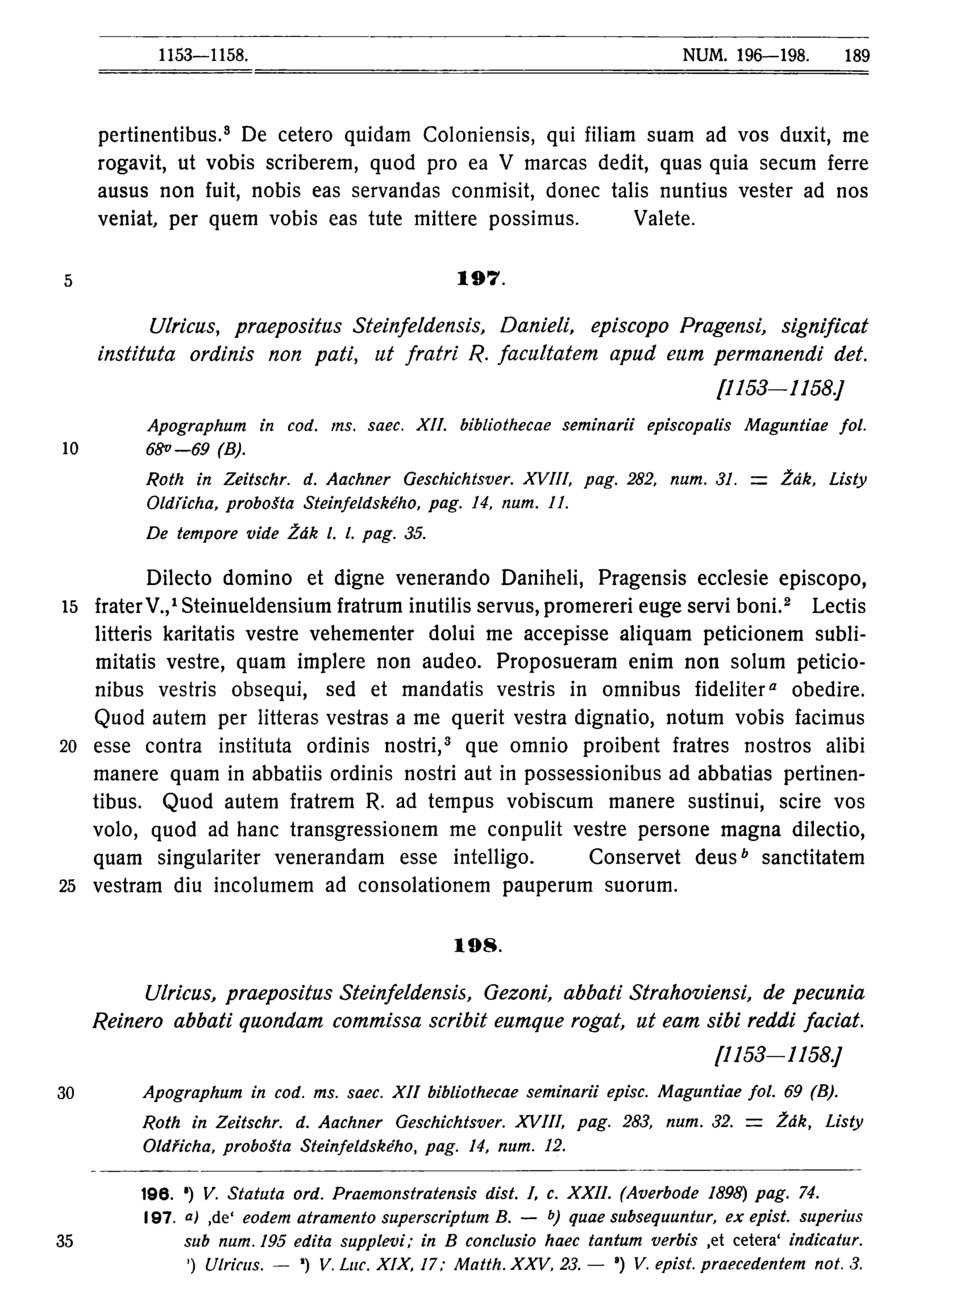 1153—1158. NUM. 196—198. 189
pertinentibus.³ De cetero quidam Coloniensis, qui filiam suam ad vos duxit, me
rogavit, ut vobis scriberem, quod pro ea V marcas dedit, quas quia secum ferre
ausus non fuit, nobis eas servandas conmisit, donec talis nuntius vester ad nos
veniat, per quem vobis eas tute mittere possimus. Valete.
5 197.
Ulricus, praepositus Steinfeldensis, Danieli, episcopo Pragensi, significat
instituta ordinis non pati, ut fratri R. facultatem apud eum permanendi det.
[1153—1158.]
Apographum in cod. ms. saec. XII. bibliothecae seminarii episcopalis Maguntiae fol.
10 68ᵛ—69 (B).
Roth in Zeitschr. d. Aachner Geschichtsver. XVIII, pag. 282, num. 31. = Žák, Listy
Oldřicha, probošta Steinfeldského, pag. 14, num. 11.
De tempore vide Žák l. l. pag. 35.
Dilecto domino et digne venerando Daniheli, Pragensis ecclesie episcopo,
15 frater V.,¹ Steinueldensium fratrum inutilis servus, promereri euge servi boni.² Lectis
litteris karitatis vestre vehementer dolui me accepisse aliquam peticionem subli-
mitatis vestre, quam implere non audeo. Proposueram enim non solum peticio-
nibus vestris obsequi, sed et mandatis vestris in omnibus fideliterᵃ obedire.
Quod autem per litteras vestras a me querit vestra dignatio, notum vobis facimus
20 esse contra instituta ordinis nostri,³ que omnio proibent fratres nostros alibi
manere quam in abbatiis ordinis nostri aut in possessionibus ad abbatias pertinen-
tibus. Quod autem fratrem R. ad tempus vobiscum manere sustinui, scire vos
volo, quod ad hanc transgressionem me conpulit vestre persone magna dilectio,
quam singulariter venerandam esse intelligo. Conservet deusᵇ sanctitatem
25 vestram diu incolumem ad consolationem pauperum suorum.
198.
Ulricus, praepositus Steinfeldensis, Gezoni, abbati Strahoviensi, de pecunia
Reinero abbati quondam commissa scribit eumque rogat, ut eam sibi reddi faciat.
[1153—1158.]
30 Apographum in cod. ms. saec. XII bibliothecae seminarii episc. Maguntiae fol. 69 (B).
Roth in Zeitschr. d. Aachner Geschichtsver. XVIII, pag. 283, num. 32. = Žák, Listy
Oldřicha, probošta Steinfeldského, pag. 14, num. 12.
196. ³) V. Statuta ord. Praemonstratensis dist. I, c. XXII. (Averbode 1898) pag. 74.
197. ᵃ) ‚de‘ eodem atramento superscriptum B. — ᵇ) quae subsequuntur, ex epist. superius
35 sub num. 195 edita supplevi; in B conclusio haec tantum verbis ‚et cetera‘ indicatur.
¹) Ulricus. — ²) V. Luc. XIX, 17; Matth. XXV, 23. — ³) V. epist. praecedentem not. 3.